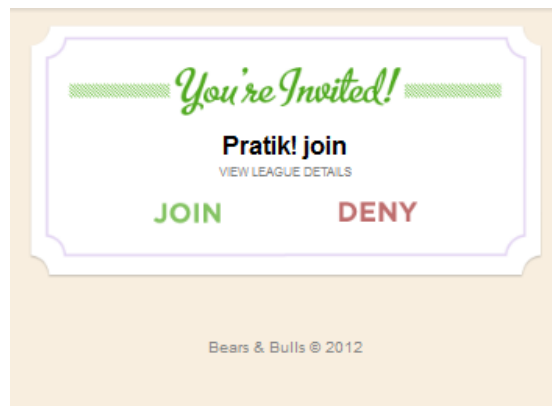 You're Invited!
Pratik! join
VIEW LEAGUE DETAILS
JOIN DENY
Bears & Bulls © 2012